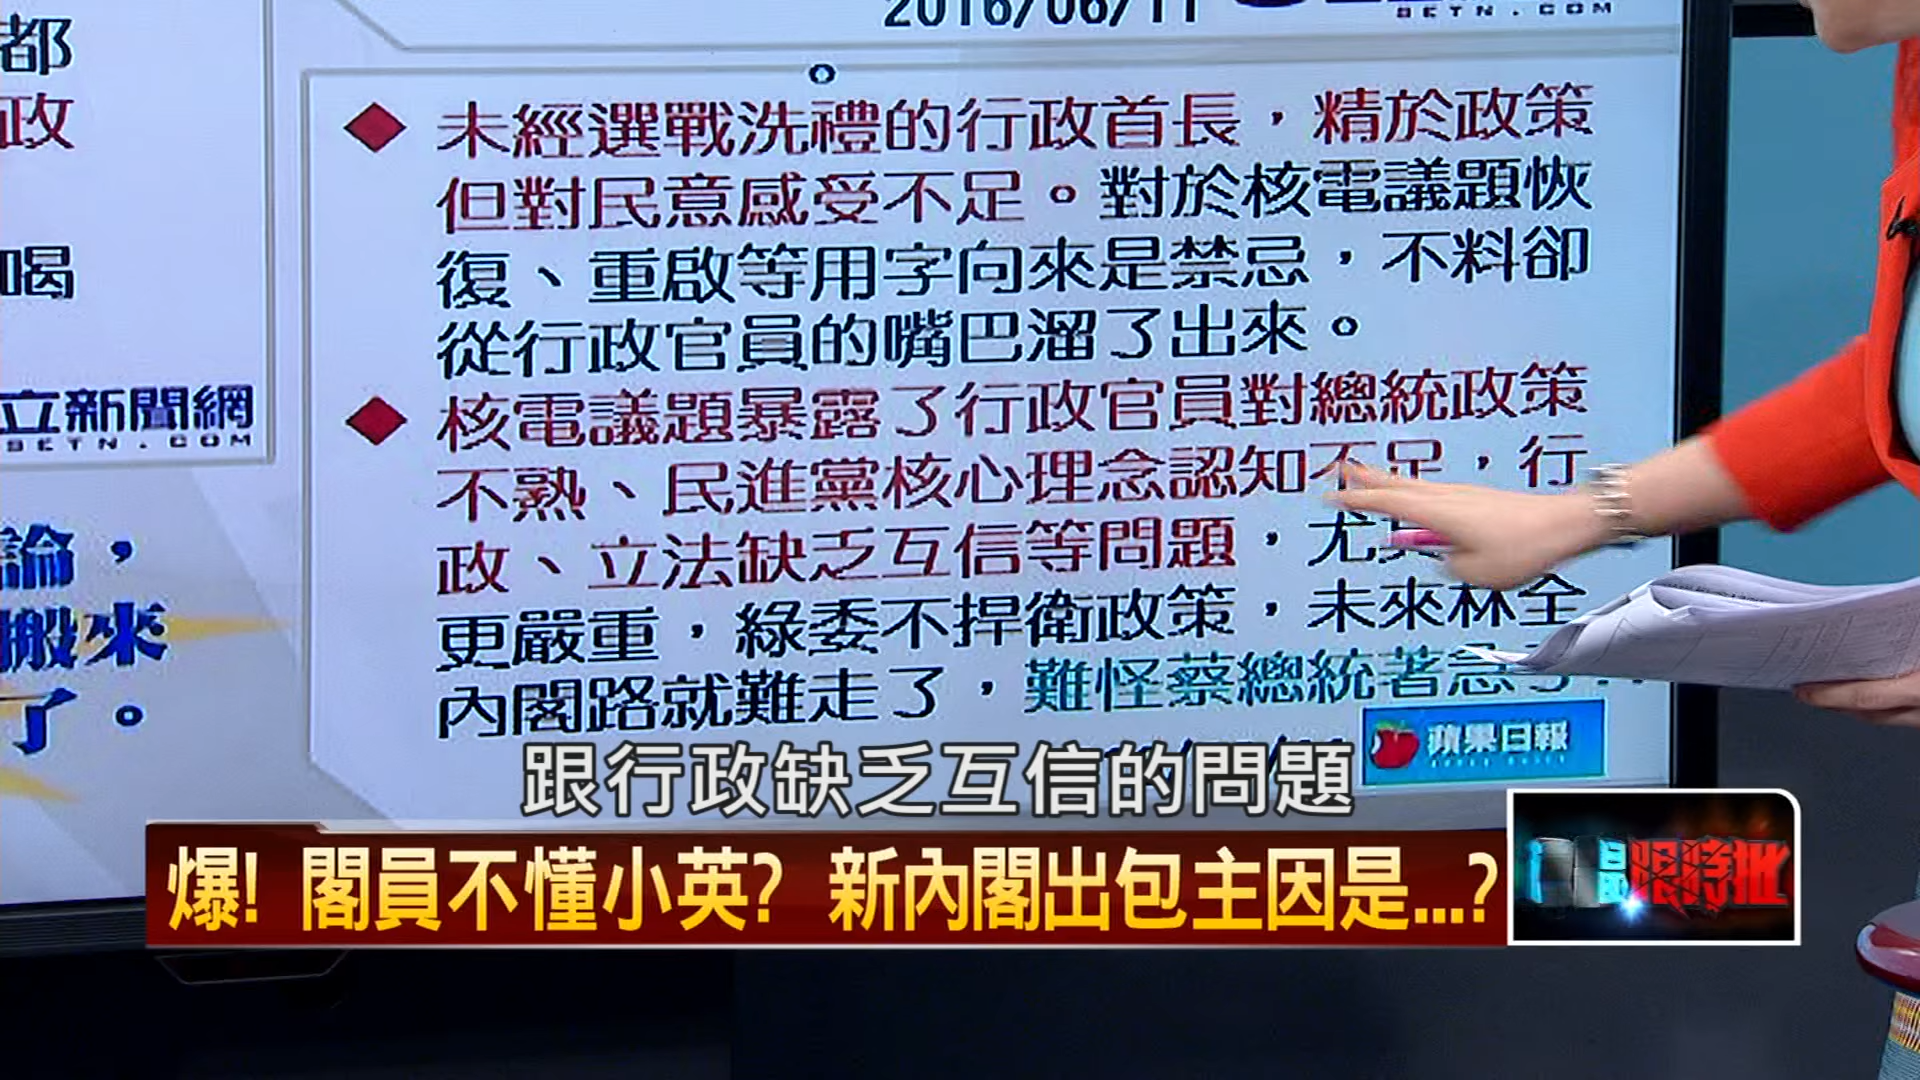 都
政
喝
立新聞網
SETN.COM
論，
搬來
了。
2016/06/11
SETN.COM
未經選戰洗禮的行政首長，精於政策
但對民意感受不足。對於核電議題恢
復、重啟等用字向來是禁忌，不料卻
從行政官員的嘴巴溜了出來。
核電議題暴露了行政官員對總統政策
不熟、民進黨核心理念認知不足，行
政、立法缺乏互信等問題，尤其
更嚴重，綠委不捍衛政策，未來林全
內閣路就難走了，難怪蔡總統著急了
蘋果日報
跟行政缺乏互信的問題
爆! 閣員不懂小英? 新內閣出包主因是...?